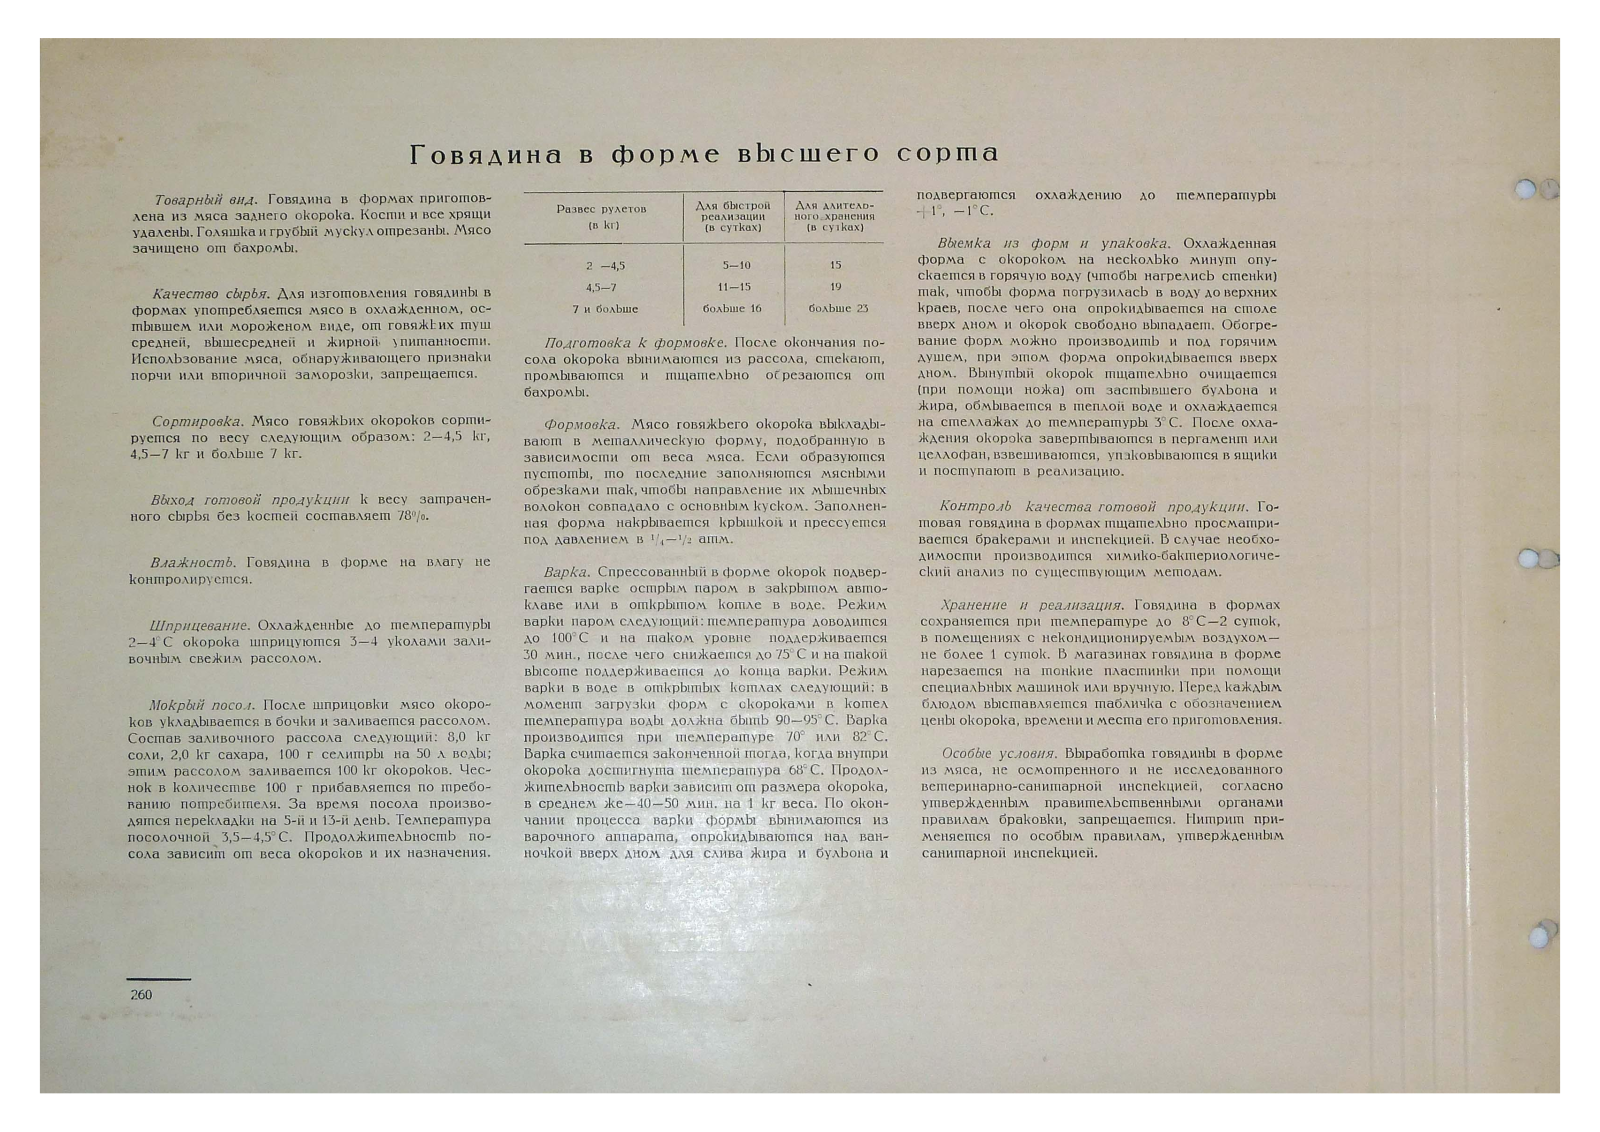 Говядина в форме высшего сорта
Товарный вид. Говядина в формах приготов-
лена из мяса заднего окорока. Кости и все хрящи
удалены. Голяшка и грубый мускул отрезаны. Мясо
зачищено от бахромы.
Качество сырья. Для изготовления говядины в
формах употребляется мясо в охлажденном, ос-
тывшем или мороженом виде, от говяжьих туш
средней, вышесредней и жирной упитанности.
Использование мяса, обнаруживающего признаки
порчи или вторичной заморозки, запрещается.
Сортировка. Мясо говяжьих окороков сорти-
руется по весу следующим образом: 2—4,5 кг,
4,5—7 кг и больше 7 кг.
Выход готовой продукции к весу затрачен-
ного сырья без костей составляет 78%.
Влажность. Говядина в форме на влагу не
контролируется.
Шприцевание. Охлажденные до температуры
2—4°С окорока шприцуются 3—4 уколами зали-
вочным свежим рассолом.
Мокрый посол. После шприцовки мясо окоро-
ков укладывается в бочки и заливается рассолом.
Состав заливочного рассола следующий: 8,0 кг
соли, 2,0 кг сахара, 100 г селитры на 50 л воды;
этим рассолом заливается 100 кг окороков. Чес-
нок в количестве 100 г прибавляется по требо-
ванию потребителя. За время посола произво-
дятся перекладки на 5-й и 13-й день. Температура
посолочной 3,5—4,5°С. Продолжительность по-
сола зависит от веса окороков и их назначения.
Развес рулетов
(в кг)
Для быстрой
реализации
(в сутках)
Для длитель-
ного хранения
(в сутках)
2 —4,5 5—10 15
4,5—7 11—15 19
7 и больше больше 16 больше 23
Подготовка к формовке. После окончания по-
сола окорока вынимаются из рассола, стекают,
промываются и тщательно обрезаются от
бахромы.
Формовка. Мясо говяжьего окорока выклады-
вают в металлическую форму, подобранную в
зависимости от веса мяса. Если образуются
пустоты, то последние заполняются мясными
обрезками так, чтобы направление их мышечных
волокон совпадало с основным куском. Заполнен-
ная форма накрывается крышкой и прессуется
под давлением в 1/4—1/2 атм.
Варка. Спрессованный в форме окорок подвер-
гается варке острым паром в закрытом авто-
клаве или в открытом котле в воде. Режим
варки паром следующий: температура доводится
до 100°С и на таком уровне поддерживается
30 мин., после чего снижается до 75°С и на такой
высоте поддерживается до конца варки. Режим
варки в воде в открытых котлах следующий: в
момент загрузки форм с окороками в котел
температура воды должна быть 90—95°С. Варка
производится при температуре 70° или 82°С.
Варка считается законченной тогда, когда внутри
окорока достигнута температура 68°С. Продол-
жительность варки зависит от размера окорока,
в среднем же—40—50 мин. на 1 кг веса. По окон-
чании процесса варки формы вынимаются из
варочного аппарата, опрокидываются над ван-
ночкой вверх дном для слива жира и бульона и
подвергаются охлаждению до температуры
+1°, —1°С.
Выемка из форм и упаковка. Охлажденная
форма с окороком на несколько минут опу-
скается в горячую воду (чтобы нагрелись стенки)
так, чтобы форма погрузилась в воду до верхних
краев, после чего она опрокидывается на столе
вверх дном и окорок свободно выпадает. Обогре-
вание форм можно производить и под горячим
душем, при этом форма опрокидывается вверх
дном. Вынутый окорок тщательно очищается
(при помощи ножа) от застывшего бульона и
жира, обмывается в теплой воде и охлаждается
на стеллажах до температуры 3°С. После охла-
ждения окорока завертываются в пергамент или
целлофан, взвешиваются, упаковываются в ящики
и поступают в реализацию.
Контроль качества готовой продукции. Го-
товая говядина в формах тщательно просматри-
вается бракерами и инспекцией. В случае необхо-
димости производится химико-бактериологиче-
ский анализ по существующим методам.
Хранение и реализация. Говядина в формах
сохраняется при температуре до 8°С—2 суток,
в помещениях с некондиционируемым воздухом—
не более 1 суток. В магазинах говядина в форме
нарезается на тонкие пластинки при помощи
специальных машинок или вручную. Перед каждым
блюдом выставляется табличка с обозначением
цены окорока, времени и места его приготовления.
Особые условия. Выработка говядины в форме
из мяса, не осмотренного и не исследованного
ветеринарно-санитарной инспекцией, согласно
утвержденным правительственными органами
правилам браковки, запрещается. Нитрит при-
меняется по особым правилам, утвержденным
санитарной инспекцией.
260